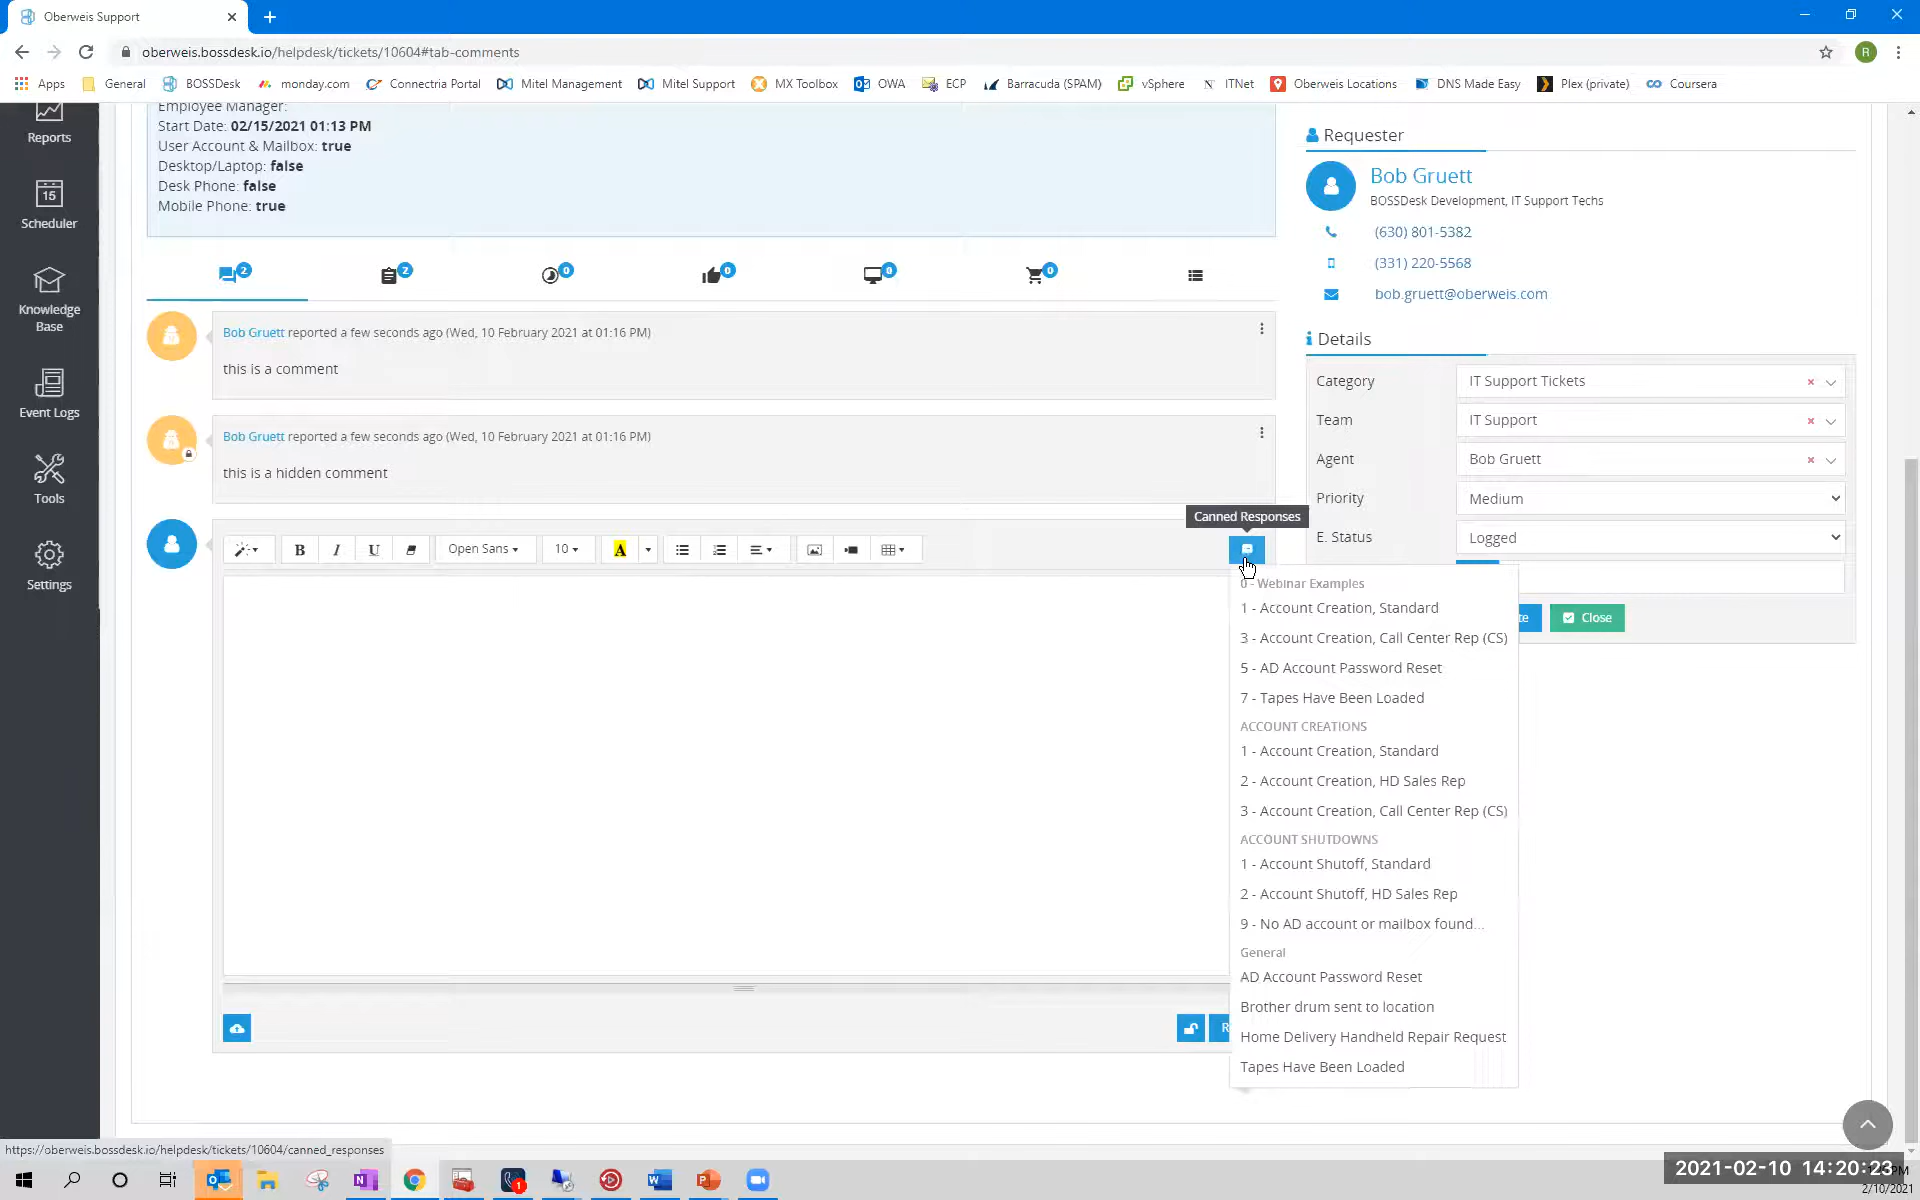 Oberweis Support
oberweis.bossdesk.io/helpdesk/tickets/10604#tab-comments
R
Apps General BOSSDesk monday.com Connectria Portal Mitel Management Mitel Support MX Toolbox OWA ECP Barracuda (SPAM) vSphere ITNet Oberweis Locations DNS Made Easy Plex (private) Coursera
Reports
15
Scheduler
Knowledge
Base
Event Logs
Tools
Settings
Employee Manager:
Start Date: 02/15/2021 01:13 PM
User Account & Mailbox: true
Desktop/Laptop: false
Desk Phone: false
Mobile Phone: true
2 2 0 0 0 0
Bob Gruett reported a few seconds ago (Wed, 10 February 2021 at 01:16 PM)
this is a comment
Bob Gruett reported a few seconds ago (Wed, 10 February 2021 at 01:16 PM)
this is a hidden comment
Canned Responses
B I U Open Sans 10 A
0 - Webinar Examples
1 - Account Creation, Standard
3 - Account Creation, Call Center Rep (CS)
5 - AD Account Password Reset
7 - Tapes Have Been Loaded
ACCOUNT CREATIONS
1 - Account Creation, Standard
2 - Account Creation, HD Sales Rep
3 - Account Creation, Call Center Rep (CS)
ACCOUNT SHUTDOWNS
1 - Account Shutoff, Standard
2 - Account Shutoff, HD Sales Rep
9 - No AD account or mailbox found...
General
AD Account Password Reset
Brother drum sent to location
Home Delivery Handheld Repair Request
Tapes Have Been Loaded
R
Requester
Bob Gruett
BOSSDesk Development, IT Support Techs
(630) 801-5382
(331) 220-5568
bob.gruett@oberweis.com
Details
Category IT Support Tickets
Team IT Support
Agent Bob Gruett
Priority Medium
E. Status Logged
te Close
https://oberweis.bossdesk.io/helpdesk/tickets/10604/canned_responses
1
2021-02-10 14:20:23
2/10/2021